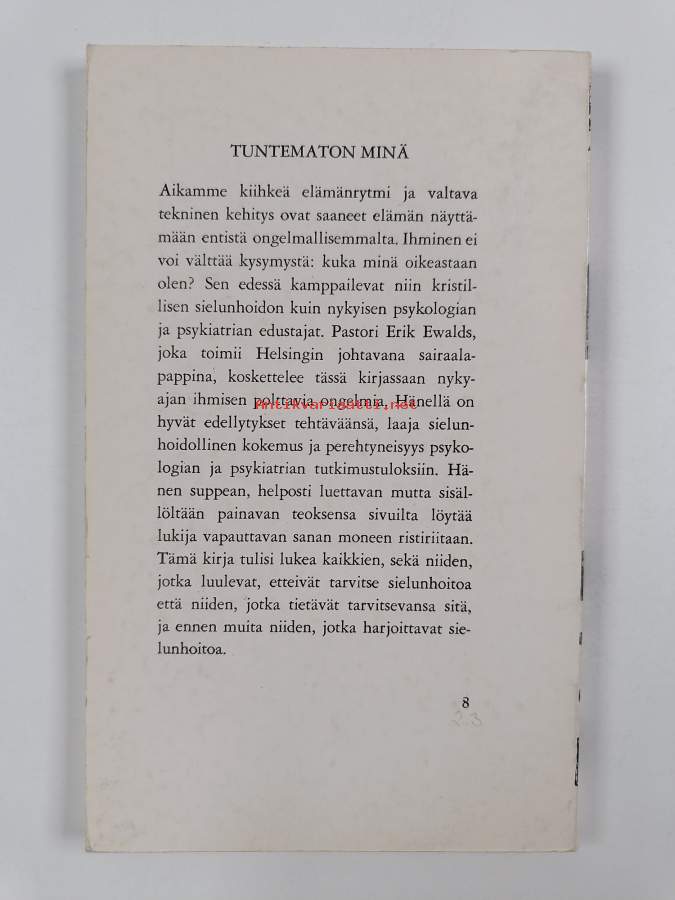 TUNTEMATON MINÄ
Aikamme kiihkeä elämänrytmi ja valtava
tekninen kehitys ovat saaneet elämän näyttä-
mään entistä ongelmallisemmalta. Ihminen ei
voi välttää kysymystä: kuka minä oikeastaan
olen? Sen edessä kamppailevat niin kristil-
lisen sielunhoidon kuin nykyisen psykologian
ja psykiatrian edustajat. Pastori Erik Ewalds,
joka toimii Helsingin johtavana sairaala-
pappina, koskettelee tässä kirjassaan nyky-
ajan ihmisen polttavia ongelmia. Hänellä on
Antikvariaatti.net
hyvät edellytykset tehtäväänsä, laaja sielun-
hoidollinen kokemus ja perehtyneisyys psyko-
logian ja psykiatrian tutkimustuloksiin. Hä-
nen suppean, helposti luettavan mutta sisäl-
löltään painavan teoksensa sivuilta löytää
lukija vapauttavan sanan moneen ristiriitaan.
Tämä kirja tulisi lukea kaikkien, sekä niiden,
jotka luulevat, etteivät tarvitse sielunhoitoa
että niiden, jotka tietävät tarvitsevansa sitä,
ja ennen muita niiden, jotka harjoittavat sie-
lunhoitoa.
8
23